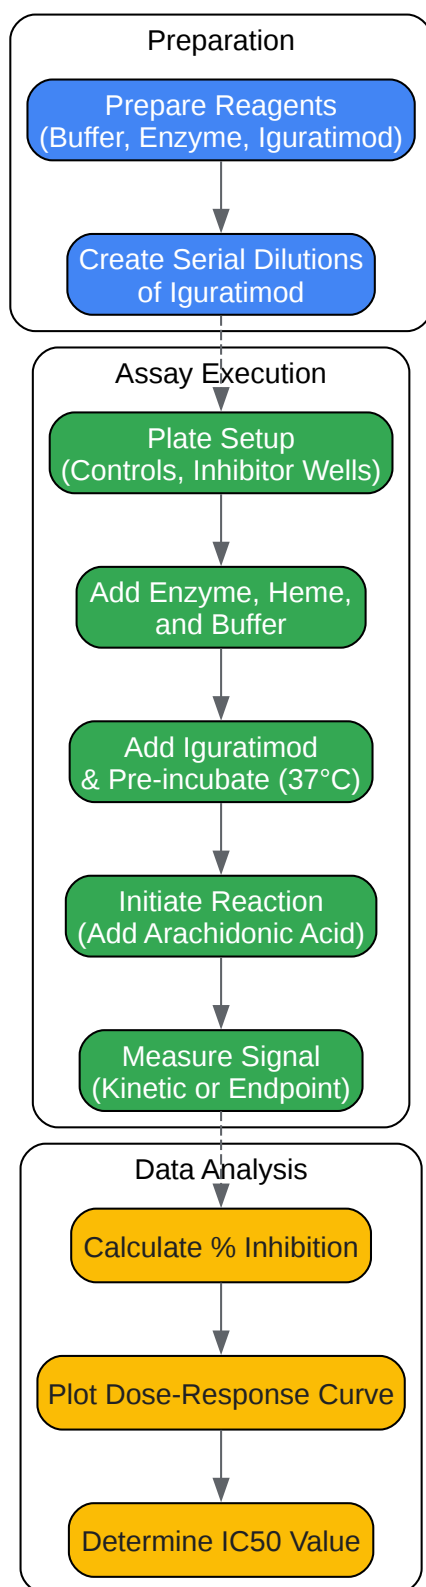 Preparation
Prepare Reagents
(Buffer, Enzyme, Iguratimod)
Create Serial Dilutions
of Iguratimod
Assay Execution
Plate Setup
(Controls, Inhibitor Wells)
Add Enzyme, Heme,
and Buffer
Add Iguratimod
& Pre-incubate (37°C)
Initiate Reaction
(Add Arachidonic Acid)
Measure Signal
(Kinetic or Endpoint)
Data Analysis
Calculate % Inhibition
Plot Dose-Response Curve
Determine IC50 Value